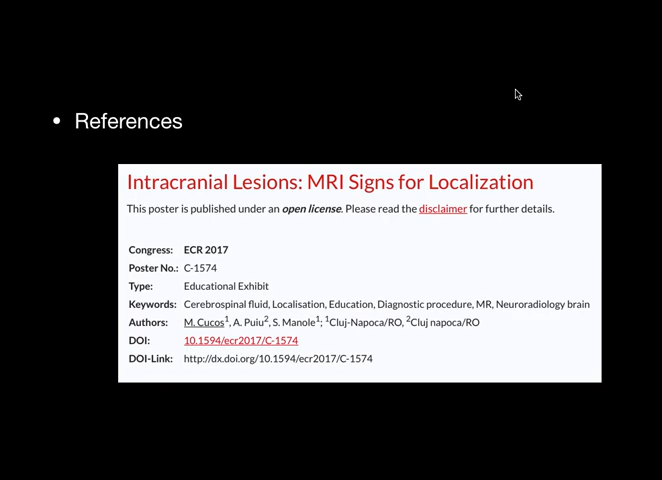 • References
Intracranial Lesions: MRI Signs for Localization
This poster is published under an open license. Please read the disclaimer for further details.
Congress: ECR 2017
Poster No.: C-1574
Type: Educational Exhibit
Keywords: Cerebrospinal fluid, Localisation, Education, Diagnostic procedure, MR, Neuroradiology brain
Authors: M. Cucos1, A. Puiu2, S. Manole1; 1Cluj-Napoca/RO, 2Cluj napoca/RO
DOI: 10.1594/ecr2017/C-1574
DOI-Link: http://dx.doi.org/10.1594/ecr2017/C-1574